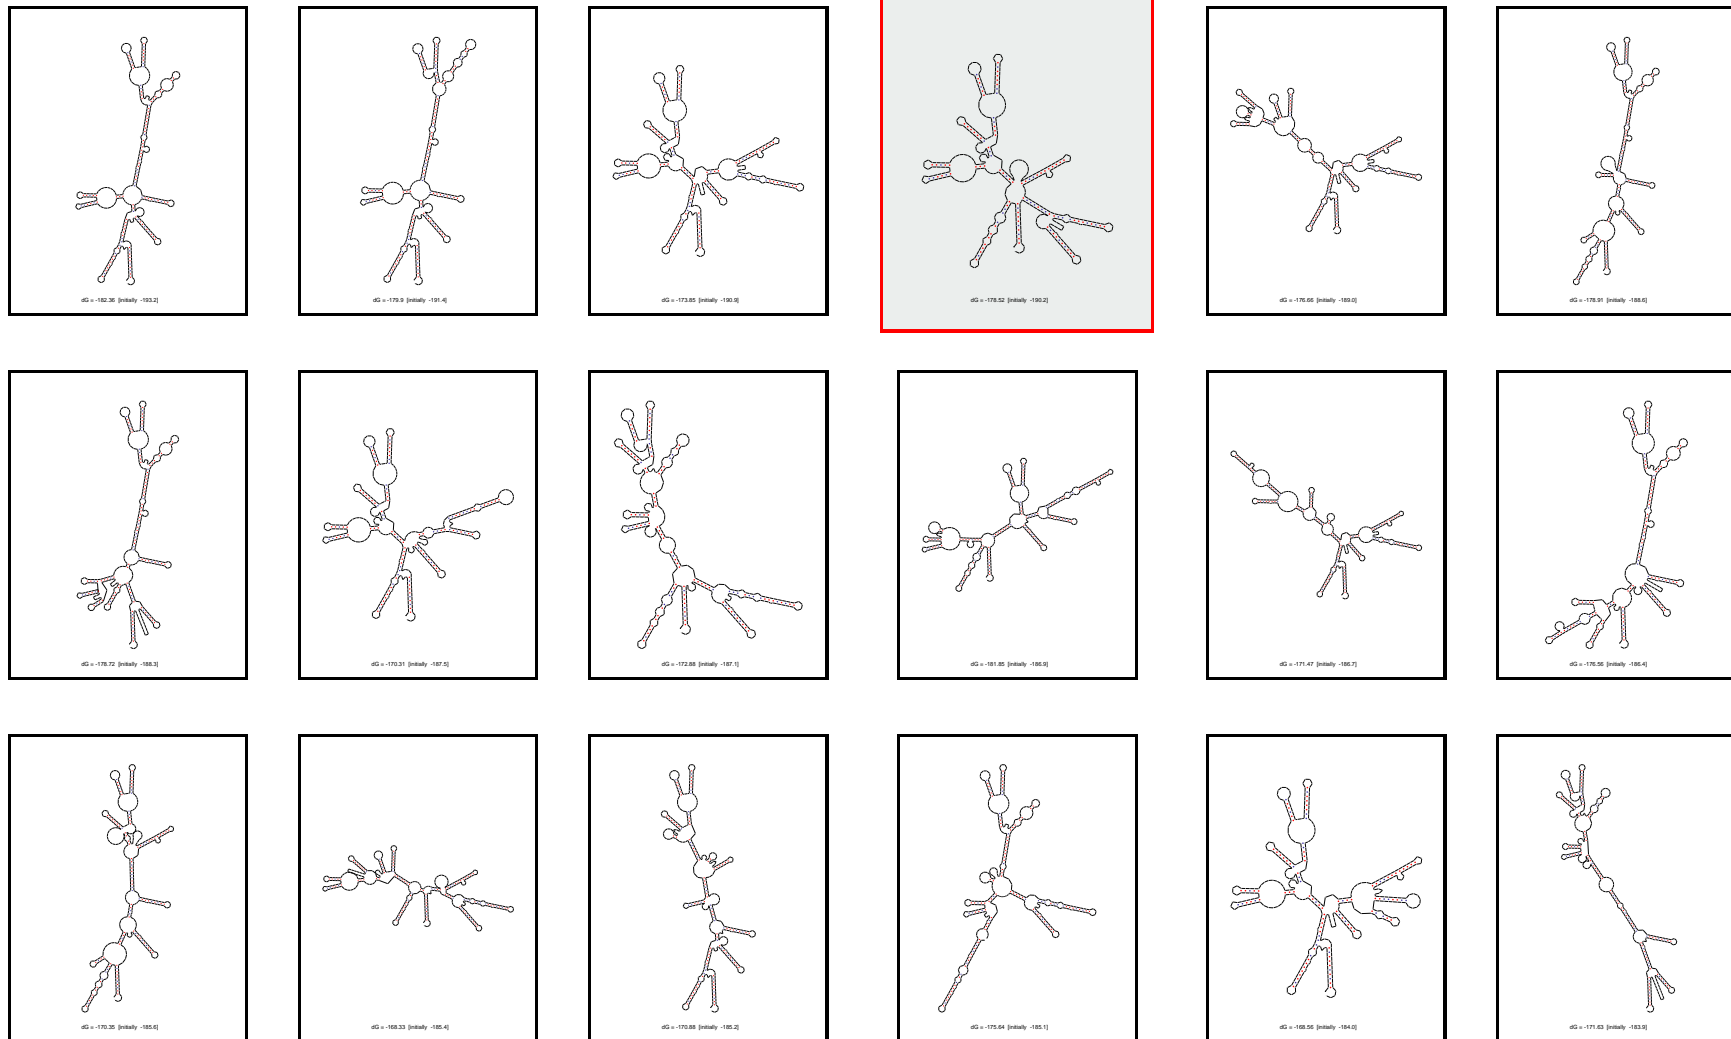 dG = -182.36 [initially -193.2]
dG = -179.9 [initially -191.4]
dG = -173.85 [initially -190.9]
dG = -178.52 [initially -190.2]
dG = -176.66 [initially -189.0]
dG = -178.91 [initially -188.6]
dG = -178.72 [initially -188.3]
dG = -170.31 [initially -187.5]
dG = -172.88 [initially -187.1]
dG = -181.85 [initially -186.9]
dG = -171.47 [initially -186.7]
dG = -176.56 [initially -186.4]
dG = -170.35 [initially -185.6]
dG = -168.33 [initially -185.4]
dG = -170.88 [initially -185.2]
dG = -175.64 [initially -185.1]
dG = -168.56 [initially -184.0]
dG = -171.63 [initially -183.9]